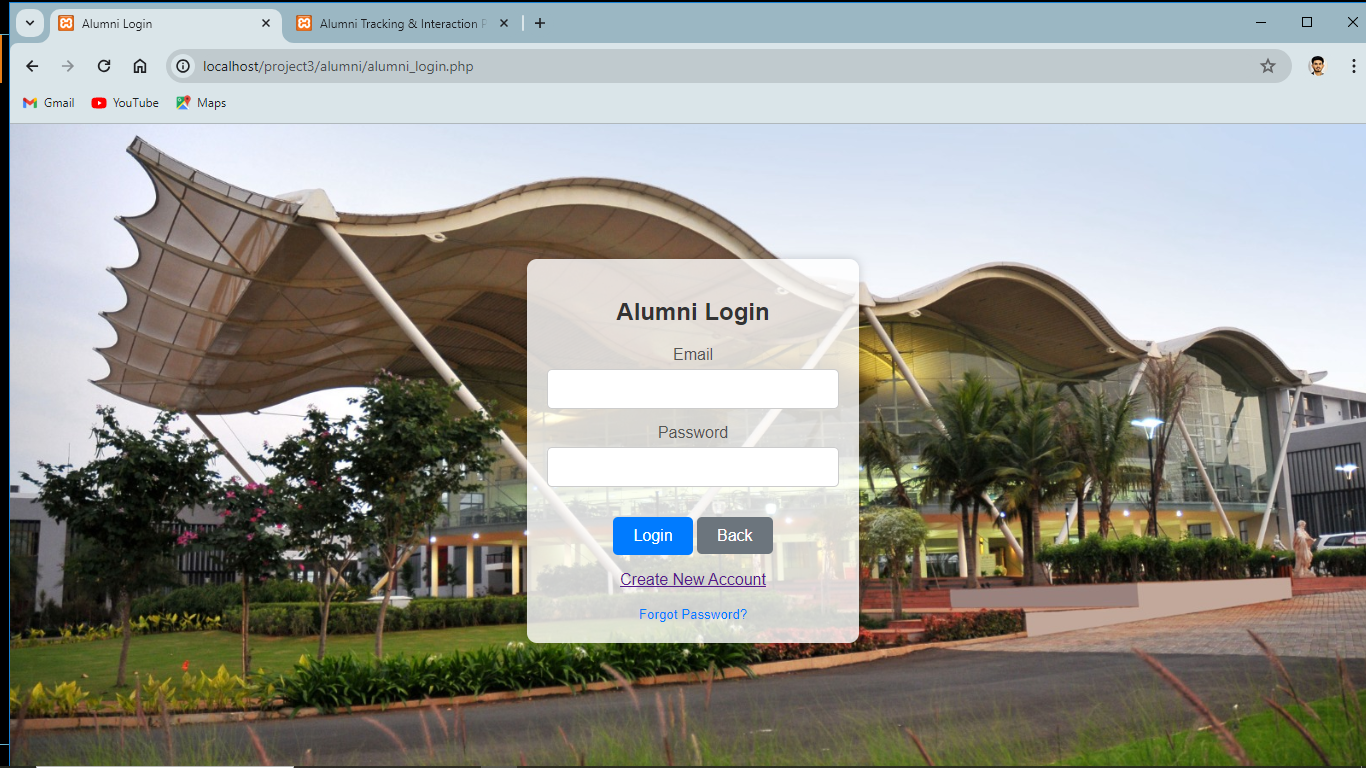 Alumni Login
Alumni Tracking & Interaction
localhost/project3/alumni/alumni_login.php
Gmail YouTube Maps
Alumni Login
Email
Password
Login Back
Create New Account
Forgot Password?